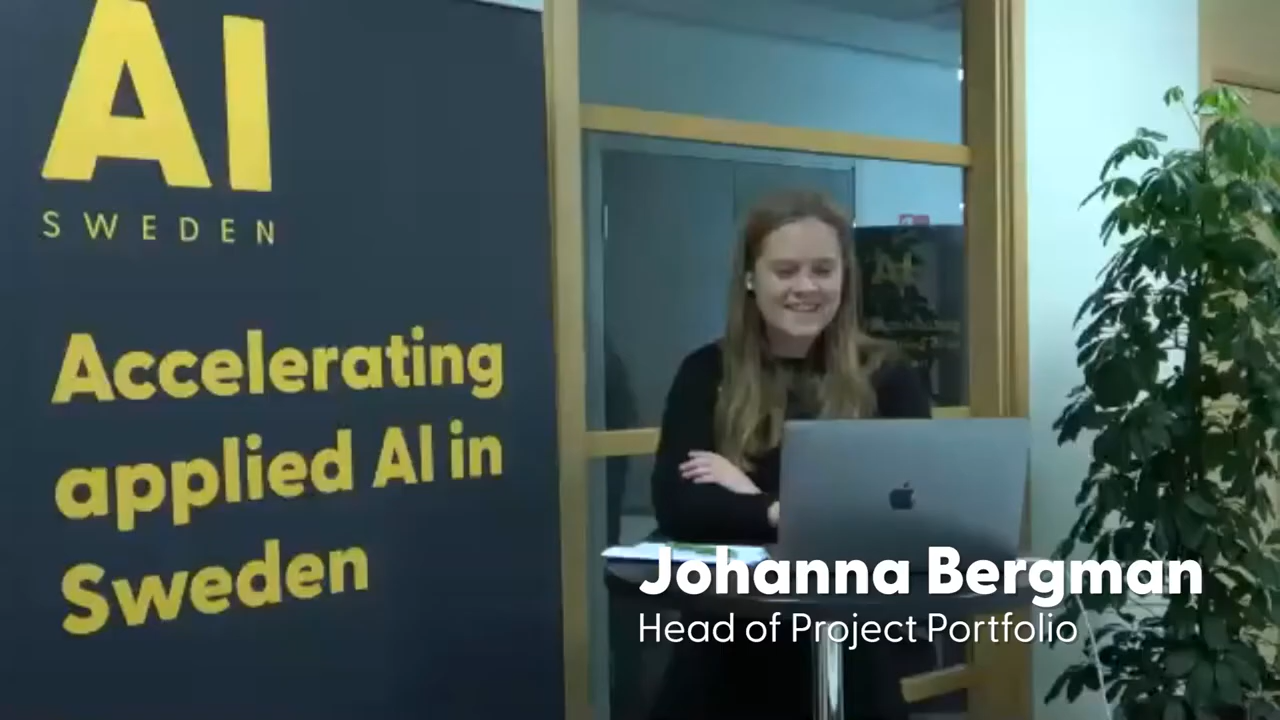 AI
SWEDEN
Accelerating
applied AI in
Sweden
Johanna Bergman
Head of Project Portfolio